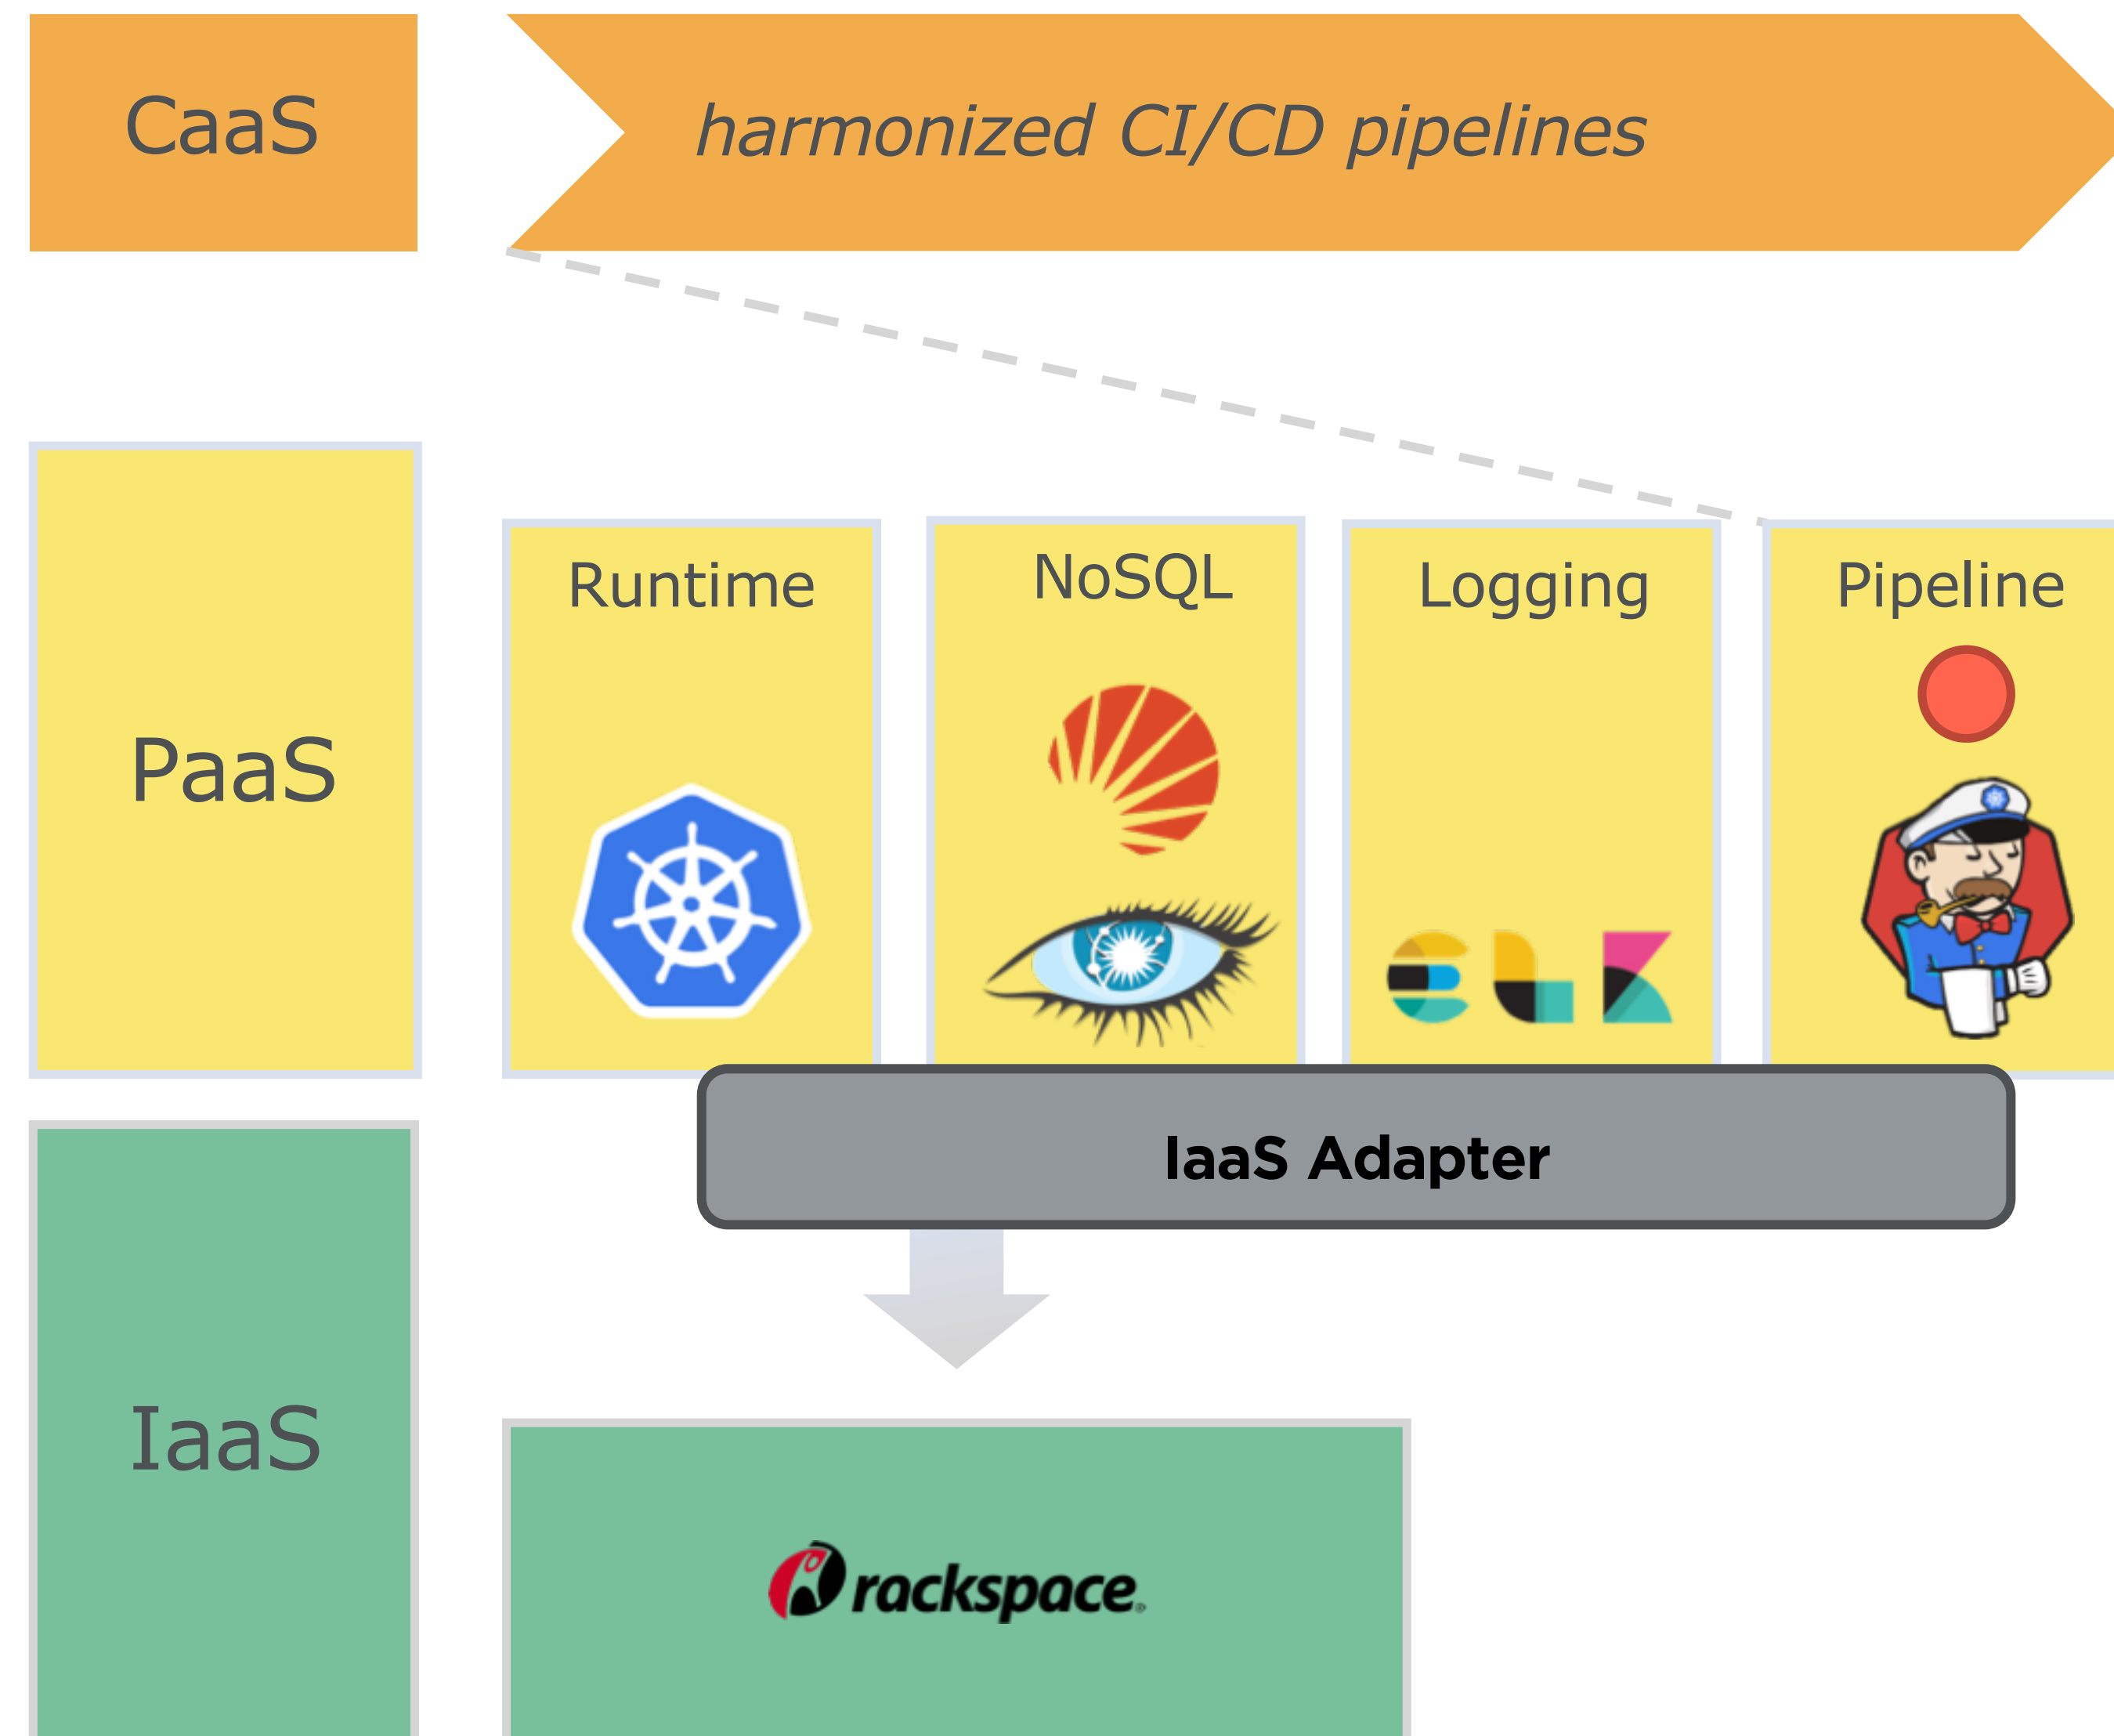 CaaS
harmonized CI/CD pipelines
PaaS
Runtime
NoSQL
Logging
Pipeline
IaaS Adapter
IaaS
rackspace®